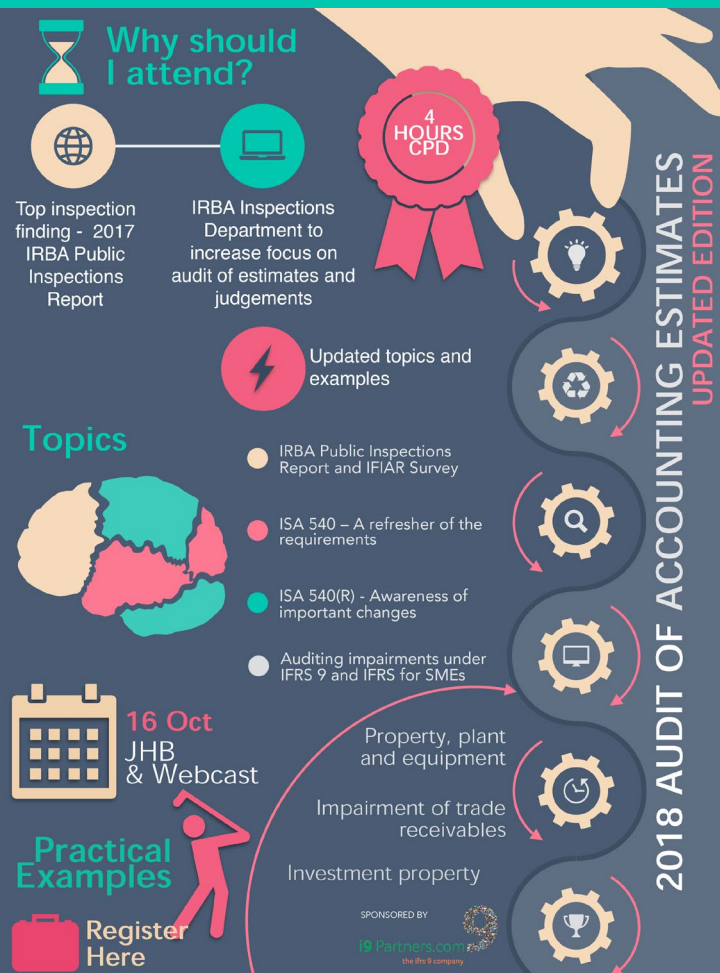 Why should
I attend?
4
HOURS
CPD
Top inspection
finding - 2017
IRBA Public
Inspections
Report
IRBA Inspections
Department to
increase focus on
audit of estimates and
judgements
Updated topics and
examples
Topics
IRBA Public Inspections
Report and IFIAR Survey
ISA 540 – A refresher of the
requirements
ISA 540(R) - Awareness of
important changes
Auditing impairments under
IFRS 9 and IFRS for SMEs
16 Oct
JHB
& Webcast
Property, plant
and equipment
Impairment of trade
receivables
Investment property
Practical
Examples
Register
Here
SPONSORED BY
i9 Partners.com
the ifrs 9 company
9
2018 AUDIT OF ACCOUNTING ESTIMATES
UPDATED EDITION